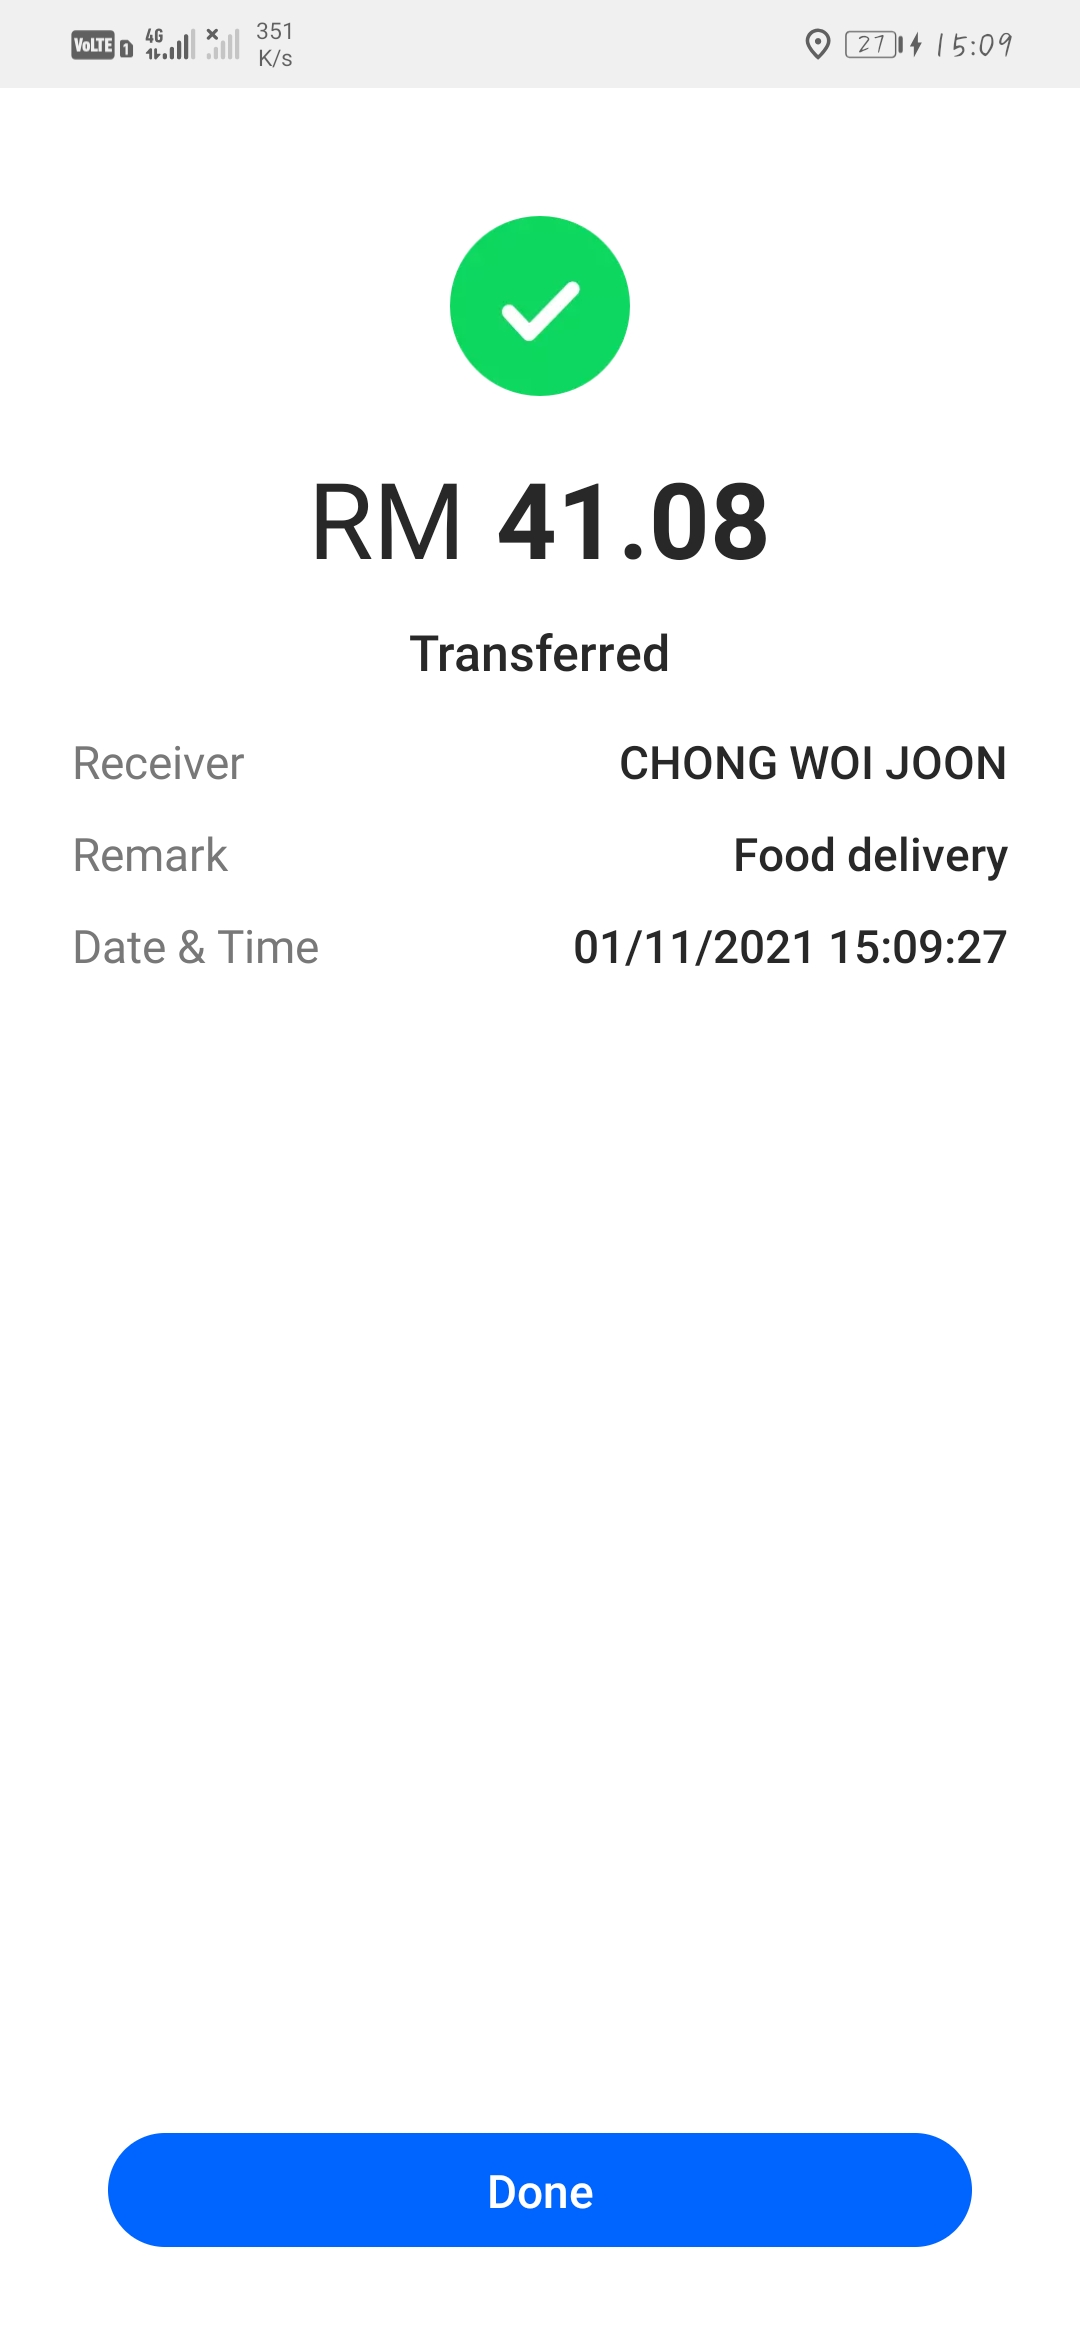 VoLTE 1 4G 351 K/s 27 15:09
RM 41.08
Transferred
Receiver CHONG WOI JOON
Remark Food delivery
Date & Time 01/11/2021 15:09:27
Done